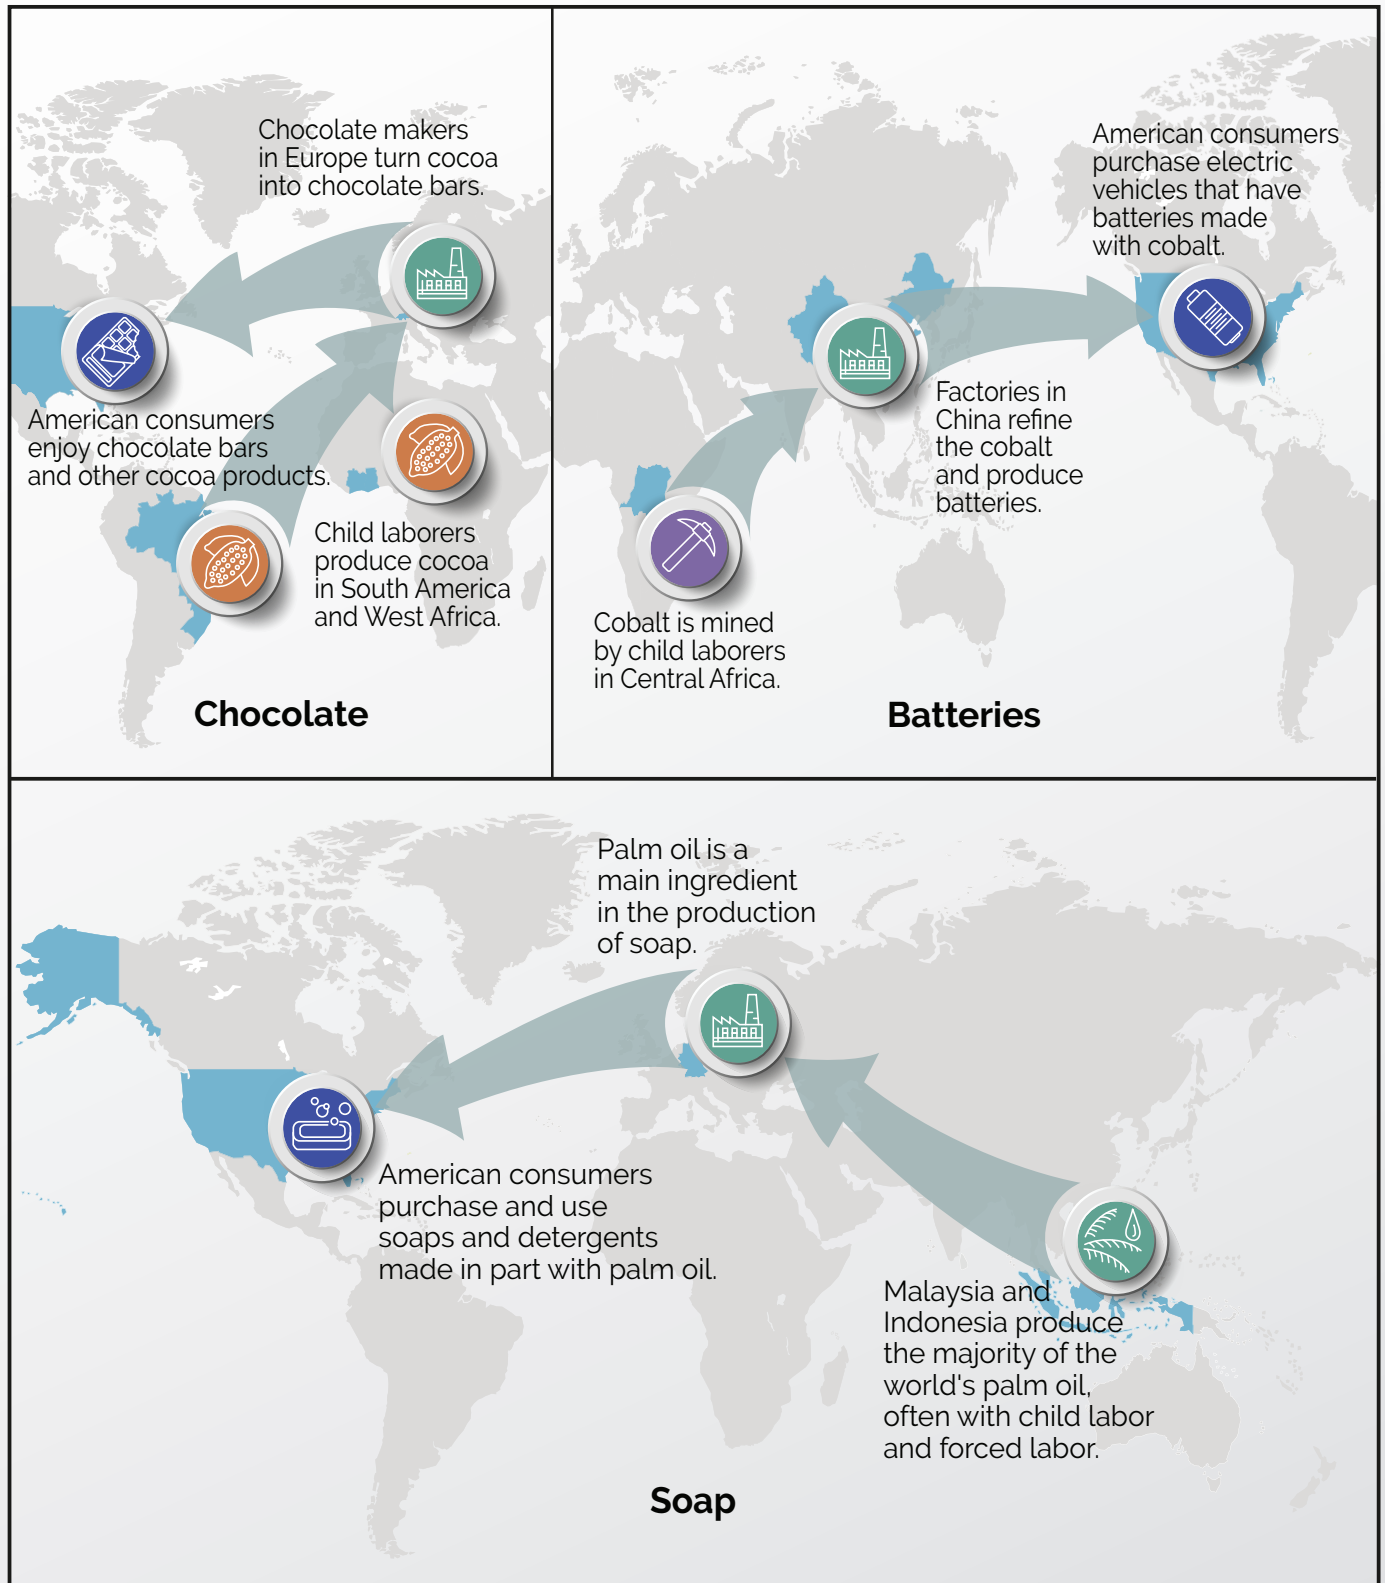 Chocolate makers
in Europe turn cocoa
into chocolate bars.
American consumers
enjoy chocolate bars
and other cocoa products.
Child laborers
produce cocoa
in South America
and West Africa.
Chocolate
American consumers
purchase electric
vehicles that have
batteries made
with cobalt.
Factories in
China refine
the cobalt
and produce
batteries.
Cobalt is mined
by child laborers
in Central Africa.
Batteries
Palm oil is a
main ingredient
in the production
of soap.
American consumers
purchase and use
soaps and detergents
made in part with palm oil.
Malaysia and
Indonesia produce
the majority of the
world's palm oil,
often with child labor
and forced labor.
Soap